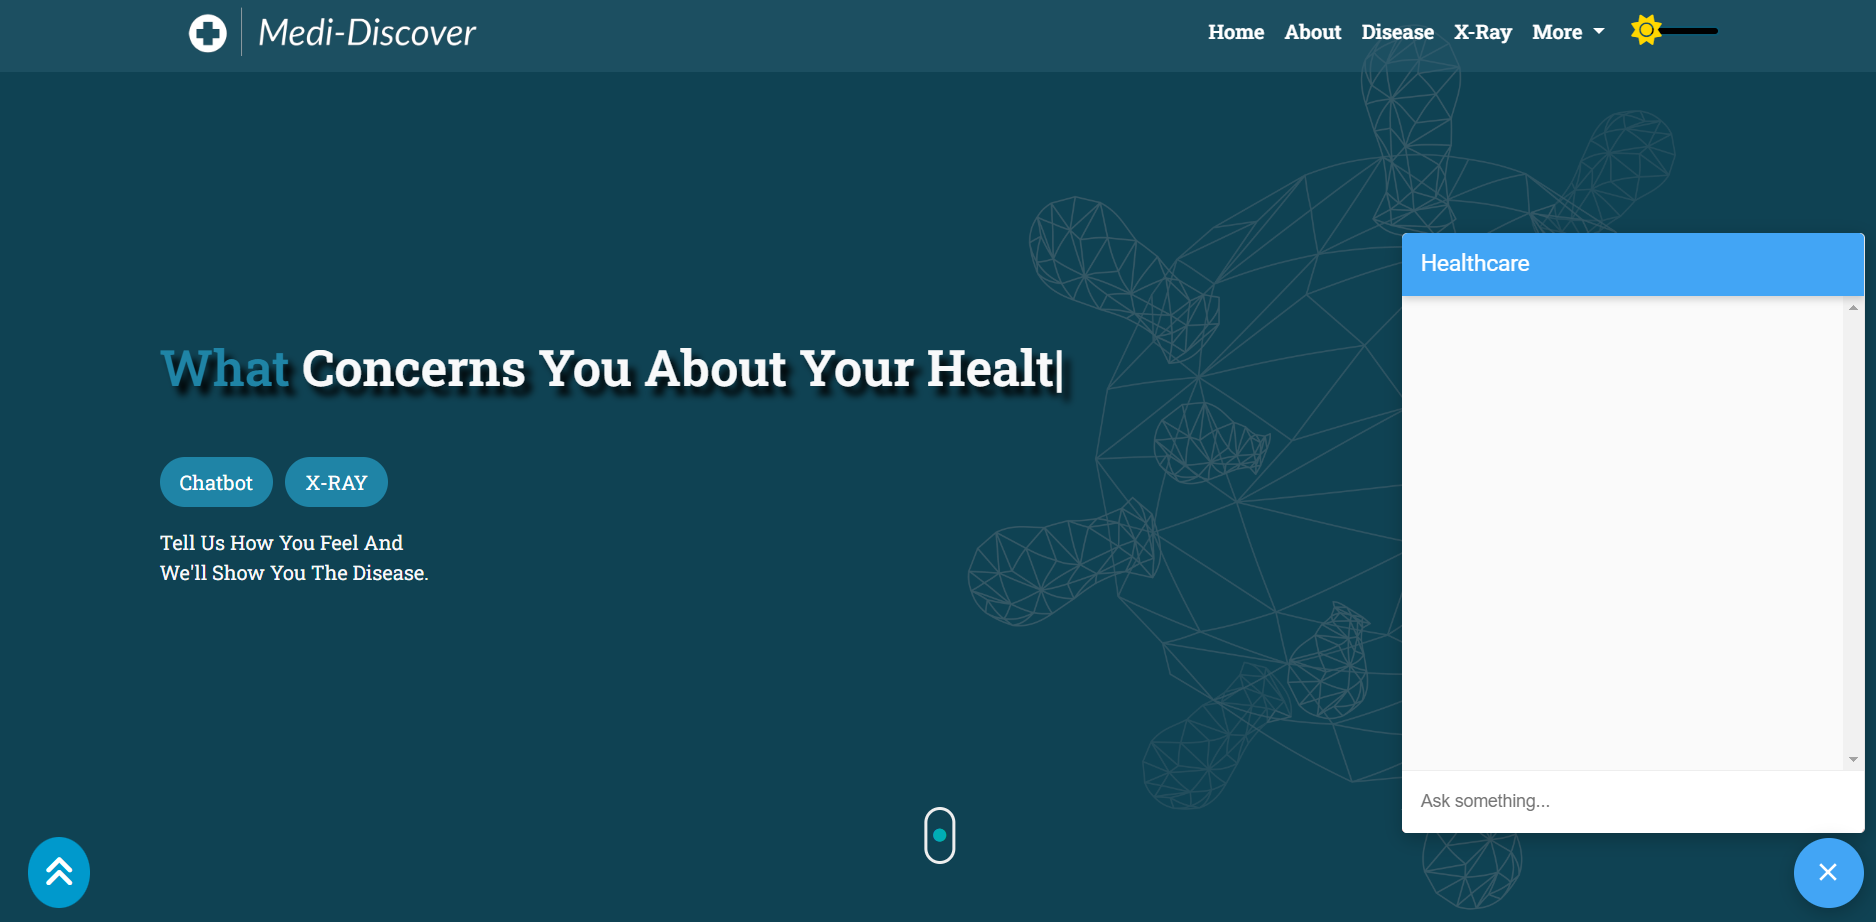 Medi-Discover
Home About Disease X-Ray More
Healthcare
What Concerns You About Your Healt|
Chatbot X-RAY
Tell Us How You Feel And
We'll Show You The Disease.
Ask something...